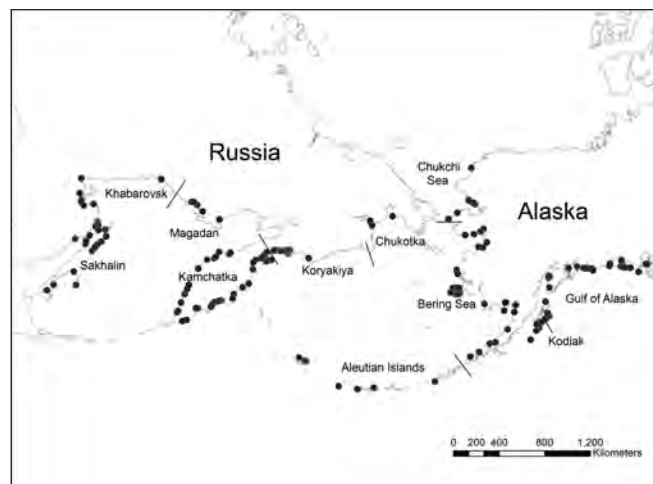 Russia
Chukchi
Sea
Khabarovsk
Alaska
Magadan
Chukotka
Koryakiya
Sakhalin
Kamchatka
Bering Sea
Gulf of Alaska
Kodiak
Aleutian Islands
0 200 400 800 1,200
Kilometers